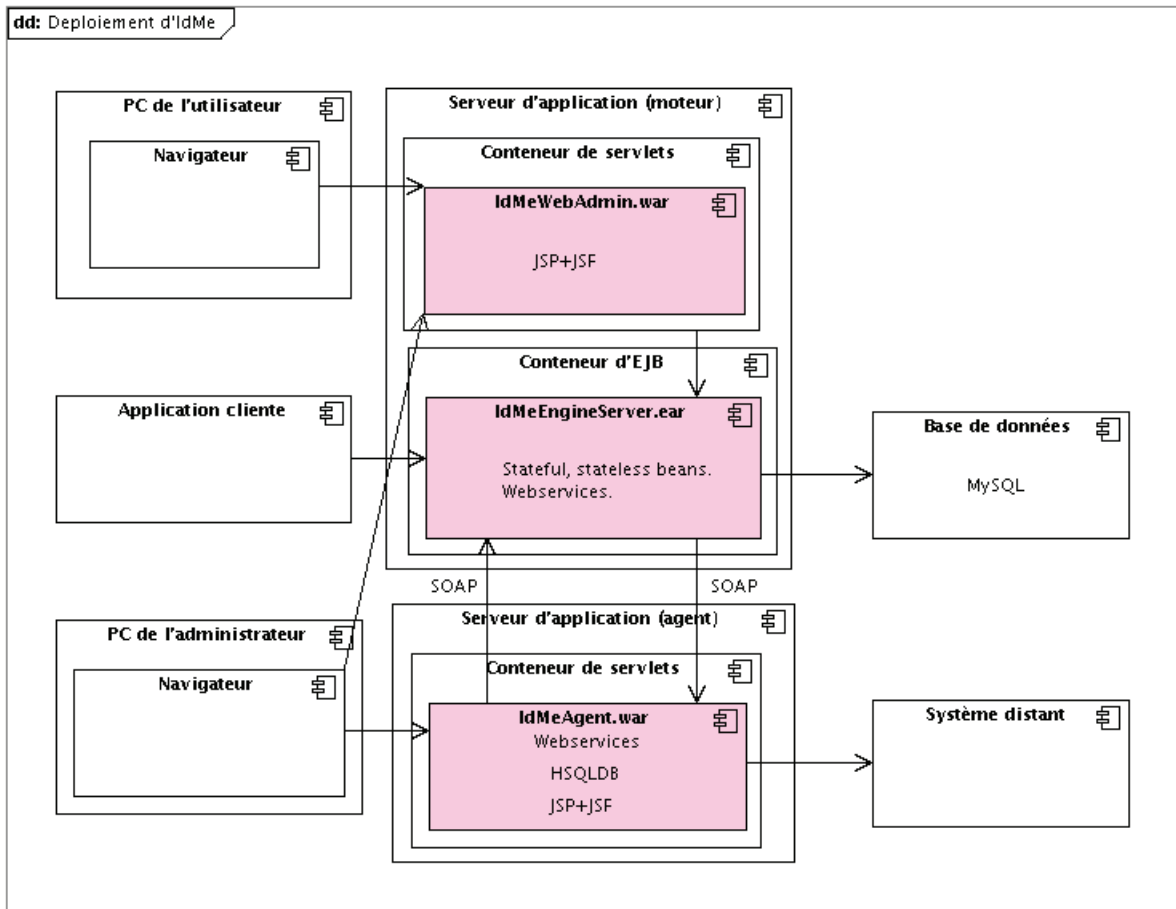 dd: Deploiement d'IdMe
PC de l'utilisateur
Navigateur
Serveur d'application (moteur)
Conteneur de servlets
IdMeWebAdmin.war
JSP+JSF
Conteneur d'EJB
Application cliente
IdMeEngineServer.ear
Stateful, stateless beans.
Webservices.
Base de données
MySQL
SOAP
SOAP
PC de l'administrateur
Navigateur
Serveur d'application (agent)
Conteneur de servlets
IdMeAgent.war
Webservices
HSQLDB
JSP+JSF
Système distant